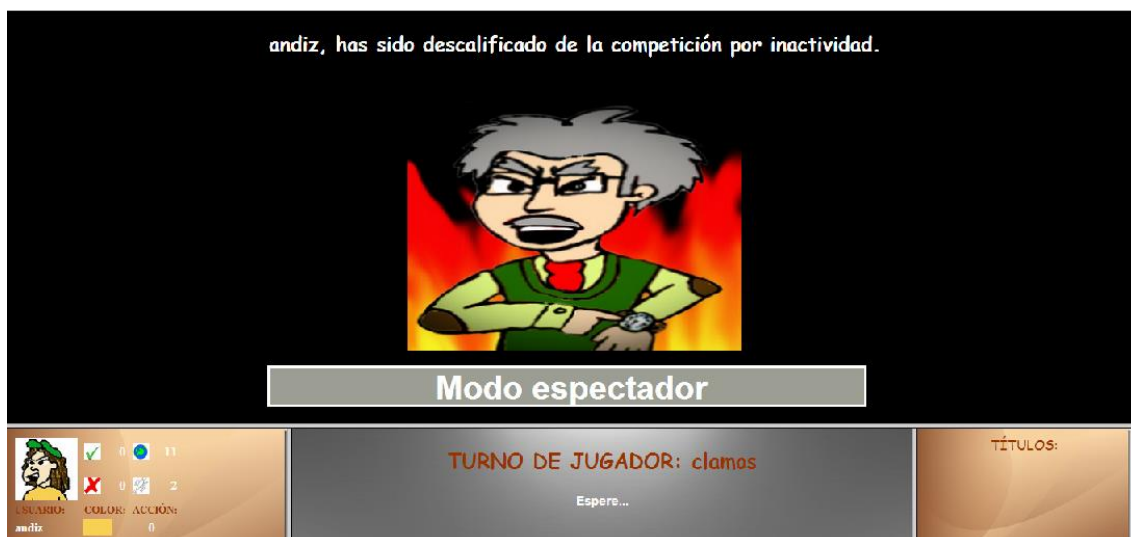 andiz, has sido descalificado de la competición por inactividad.
Modo espectador
0 11
0 2
USUARIO: COLOR: ACCIÓN:
andiz 0
TURNO DE JUGADOR: clamos
Espere...
TÍTULOS: